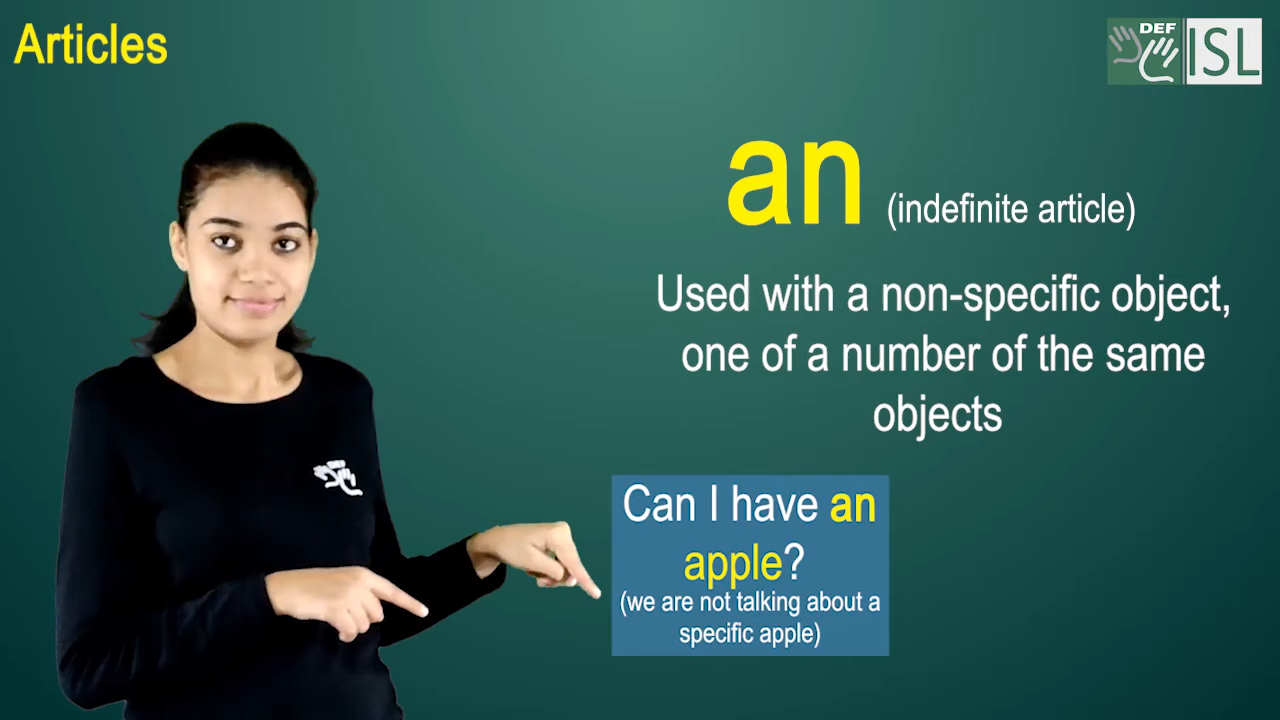 Articles
DEF
ISL
an (indefinite article)
Used with a non-specific object,
one of a number of the same
objects
Can I have an
apple?
(we are not talking about a
specific apple)